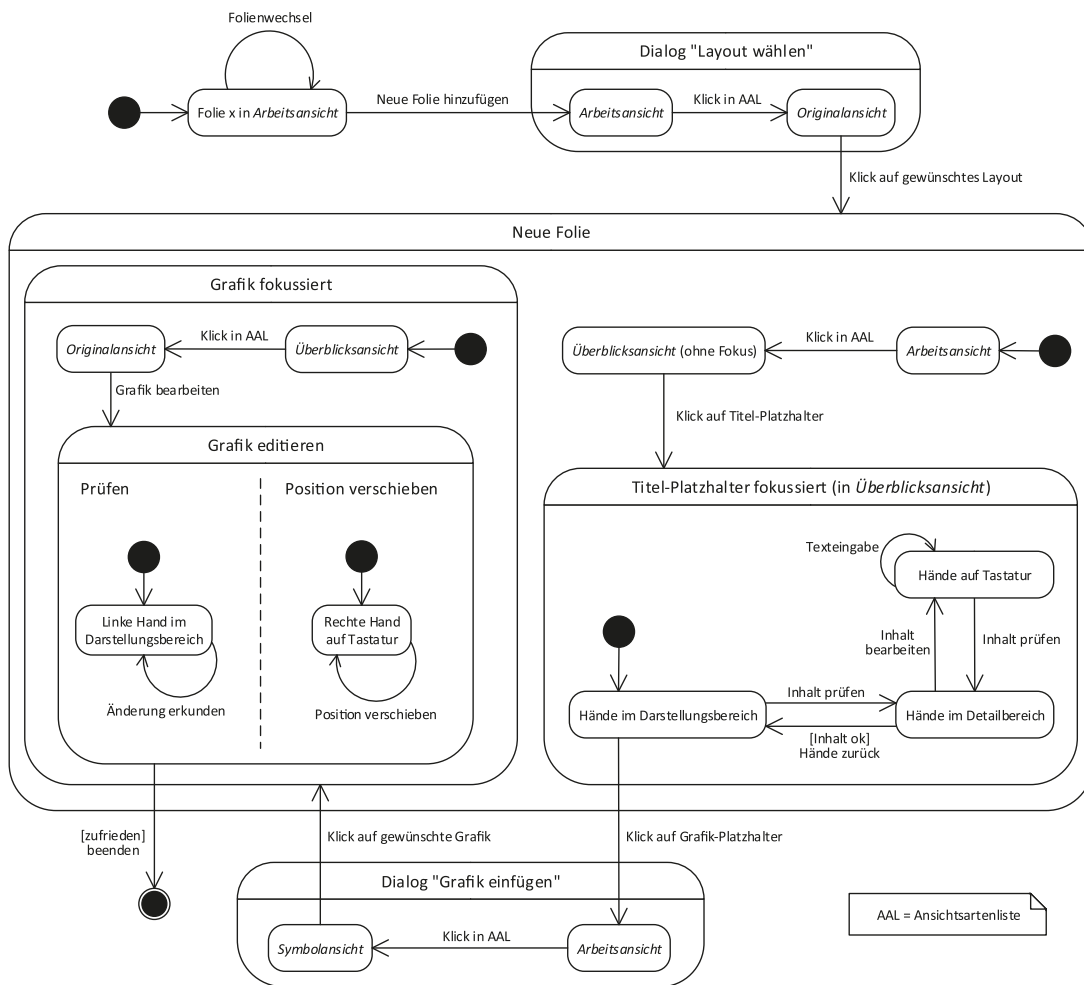 Folienwechsel
Folie x in Arbeitsansicht
Neue Folie hinzufügen
Dialog "Layout wählen"
Arbeitsansicht
Klick in AAL
Originalansicht
Klick auf gewünschtes Layout
Neue Folie
Grafik fokussiert
Originalansicht
Klick in AAL
Überblicksansicht
Grafik bearbeiten
Grafik editieren
Prüfen
Position verschieben
Linke Hand im
Darstellungsbereich
Änderung erkunden
Rechte Hand
auf Tastatur
Position verschieben
Überblicksansicht (ohne Fokus)
Klick in AAL
Arbeitsansicht
Klick auf Titel-Platzhalter
Titel-Platzhalter fokussiert (in Überblicksansicht)
Texteingabe
Hände auf Tastatur
Inhalt
bearbeiten
Inhalt prüfen
Hände im Darstellungsbereich
Inhalt prüfen
[Inhalt ok]
Hände zurück
Hände im Detailbereich
[zufrieden]
beenden
Klick auf gewünschte Grafik
Klick auf Grafik-Platzhalter
Dialog "Grafik einfügen"
Symbolansicht
Klick in AAL
Arbeitsansicht
AAL = Ansichtsartenliste